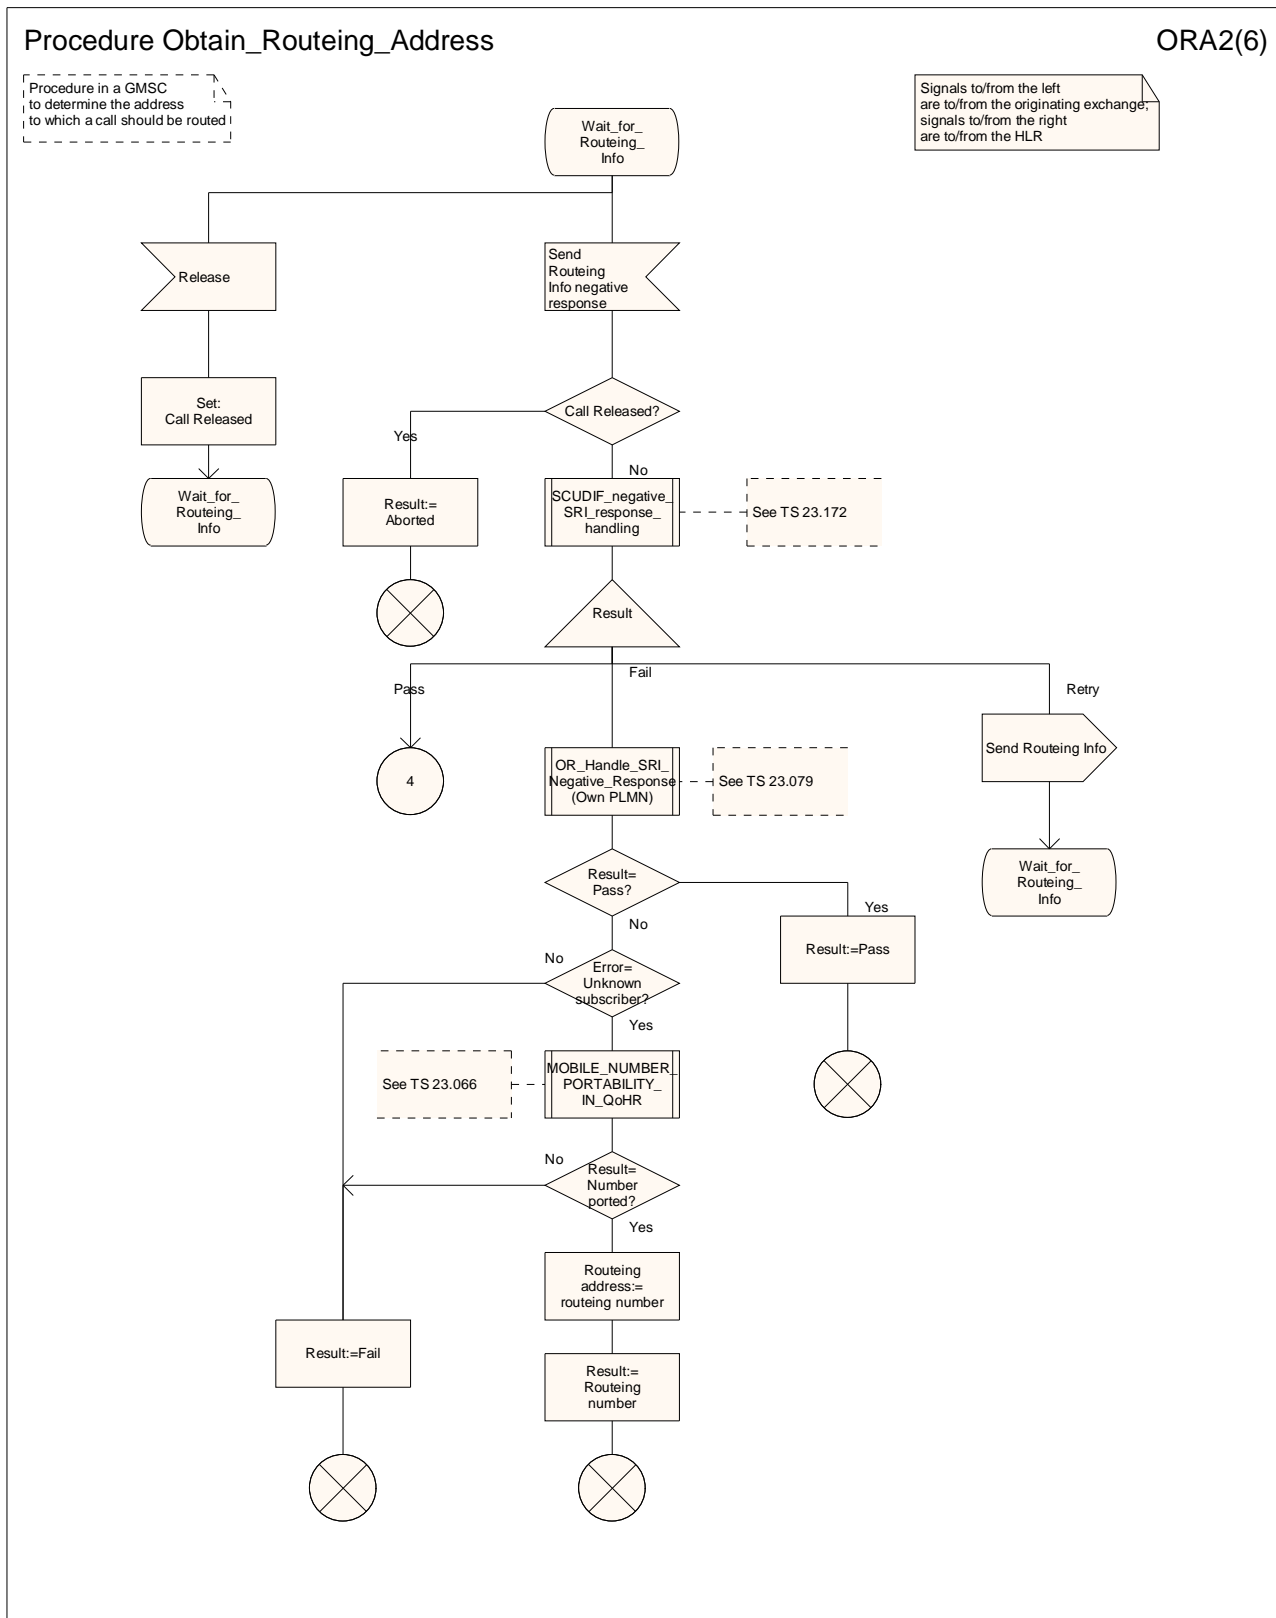 Procedure Obtain_Routeing_Address
ORA2(6)
Procedure in a GMSC
to determine the address
to which a call should be routed
Signals to/from the left
are to/from the originating exchange;
signals to/from the right
are to/from the HLR
Wait_for_
Routeing_
Info
Release
Send
Routeing
Info negative
response
Set:
Call Released
Call Released?
Yes
No
Wait_for_
Routeing_
Info
Result:=
Aborted
SCUDIF_negative_
SRI_response_
handling
See TS 23.172
Result
Pass
Fail
Retry
4
OR_Handle_SRI_
Negative_Response
(Own PLMN)
See TS 23.079
Send Routeing Info
Result=
Pass?
Yes
No
Wait_for_
Routeing_
Info
Result:=Pass
No
Error=
Unknown
subscriber?
Yes
See TS 23.066
MOBILE_NUMBER_
PORTABILITY_
IN_QoHR
No
Result=
Number
ported?
Yes
Routeing
address:=
routeing number
Result:=Fail
Result:=
Routeing
number